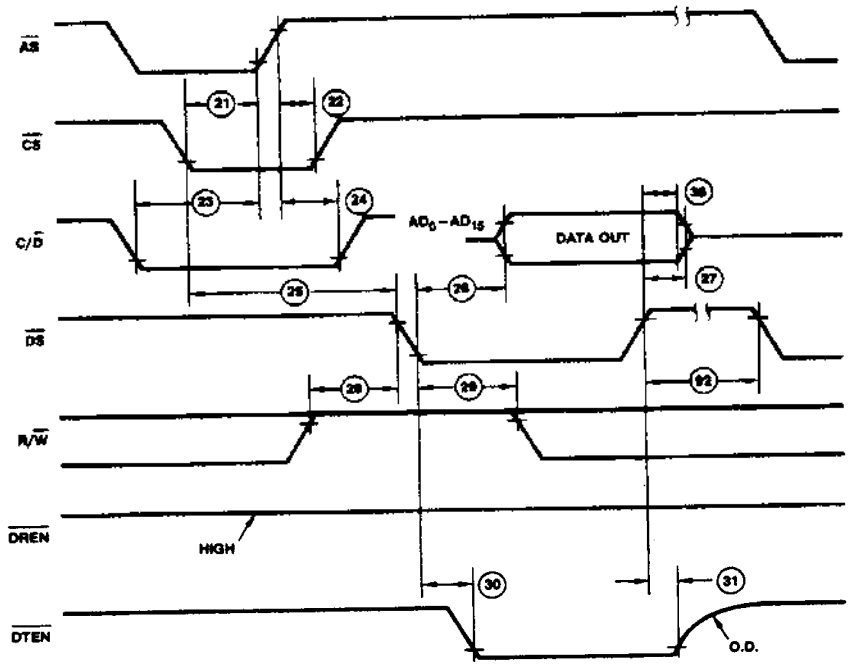 AS
21
22
CS
23
24
C/D
AD0–AD15
DATA OUT
36
27
25
26
DS
92
28
29
R/W
DREN
HIGH
30
31
DTEN
O.D.